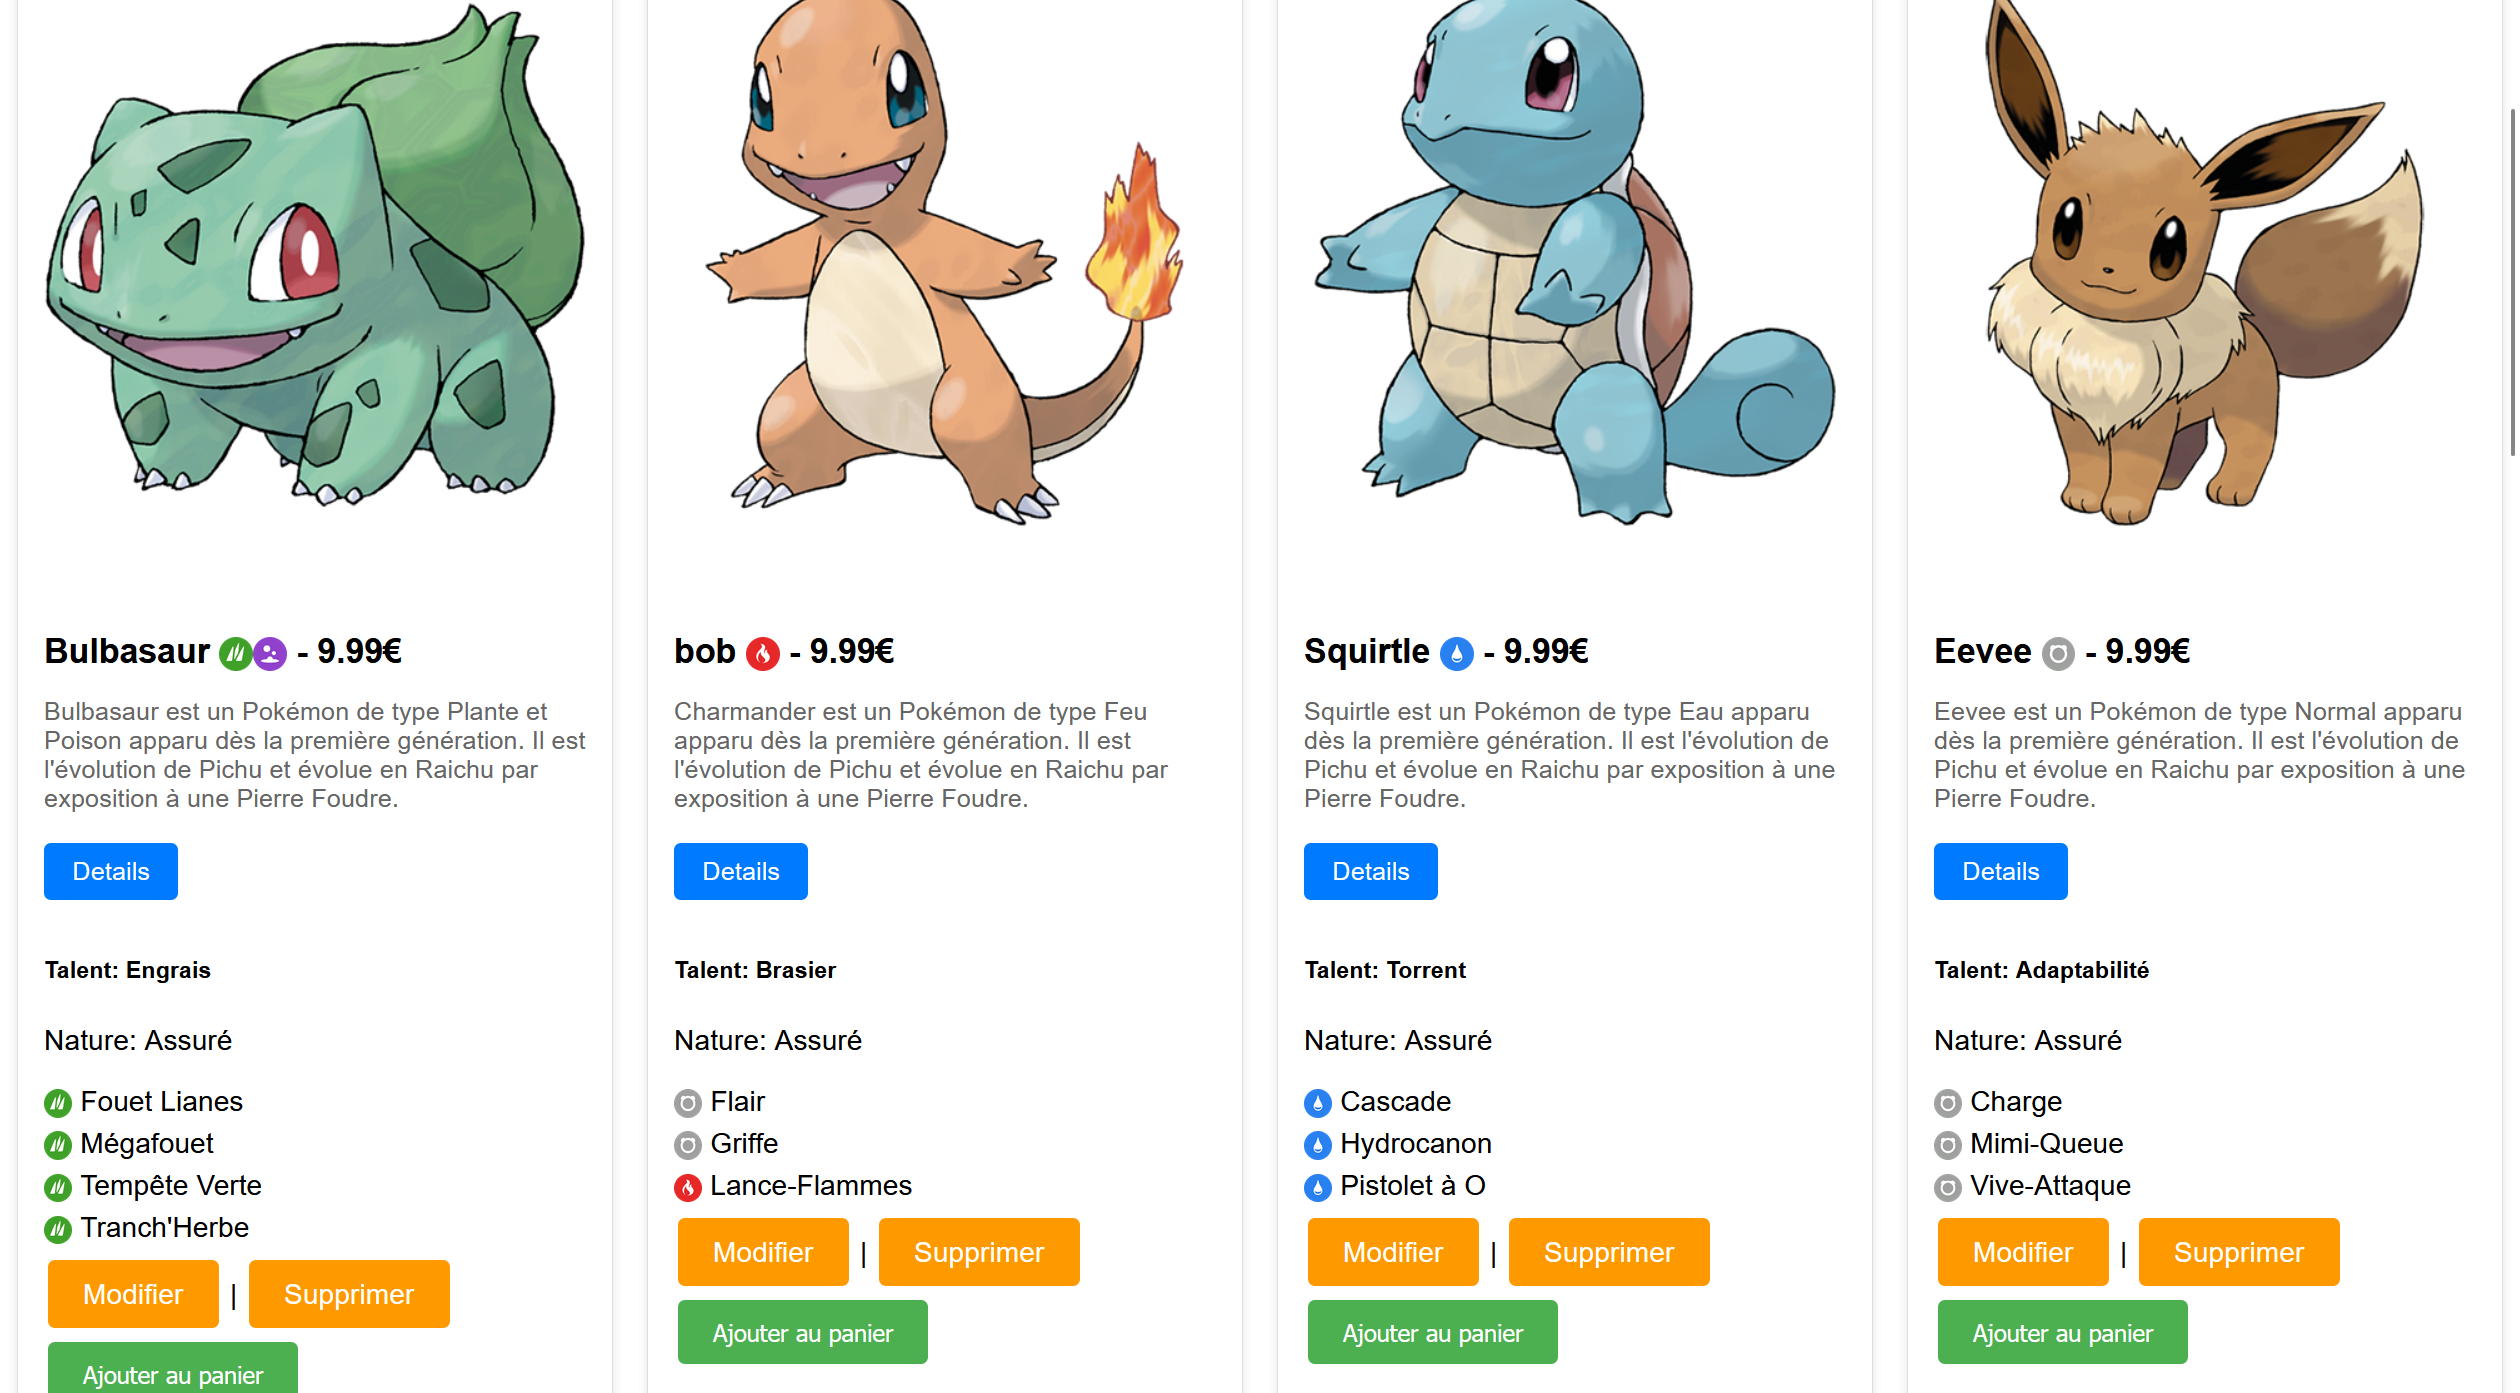 Bulbasaur - 9.99€
Bulbasaur est un Pokémon de type Plante et
Poison apparu dès la première génération. Il est
l'évolution de Pichu et évolue en Raichu par
exposition à une Pierre Foudre.
Details
Talent: Engrais
Nature: Assuré
Fouet Lianes
Mégafouet
Tempête Verte
Tranch'Herbe
Modifier | Supprimer
Ajouter au panier
bob - 9.99€
Charmander est un Pokémon de type Feu
apparu dès la première génération. Il est
l'évolution de Pichu et évolue en Raichu par
exposition à une Pierre Foudre.
Details
Talent: Brasier
Nature: Assuré
Flair
Griffe
Lance-Flammes
Modifier | Supprimer
Ajouter au panier
Squirtle - 9.99€
Squirtle est un Pokémon de type Eau apparu
dès la première génération. Il est l'évolution de
Pichu et évolue en Raichu par exposition à une
Pierre Foudre.
Details
Talent: Torrent
Nature: Assuré
Cascade
Hydrocanon
Pistolet à O
Modifier | Supprimer
Ajouter au panier
Eevee - 9.99€
Eevee est un Pokémon de type Normal apparu
dès la première génération. Il est l'évolution de
Pichu et évolue en Raichu par exposition à une
Pierre Foudre.
Details
Talent: Adaptabilité
Nature: Assuré
Charge
Mimi-Queue
Vive-Attaque
Modifier | Supprimer
Ajouter au panier